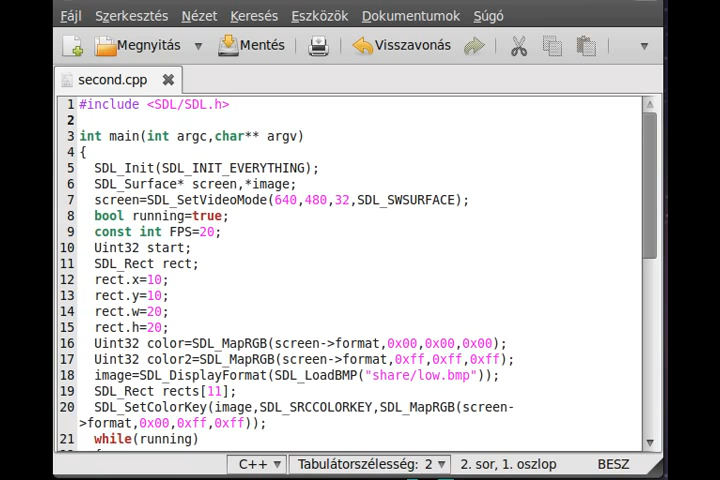 Fájl Szerkesztés Nézet Keresés Eszközök Dokumentumok Súgó
Megnyitás Mentés Visszavonás
second.cpp
1 #include <SDL/SDL.h>
2
3 int main(int argc,char** argv)
4 {
5 SDL_Init(SDL_INIT_EVERYTHING);
6 SDL_Surface* screen,*image;
7 screen=SDL_SetVideoMode(640,480,32,SDL_SWSURFACE);
8 bool running=true;
9 const int FPS=20;
10 Uint32 start;
11 SDL_Rect rect;
12 rect.x=10;
13 rect.y=10;
14 rect.w=20;
15 rect.h=20;
16 Uint32 color=SDL_MapRGB(screen->format,0x00,0x00,0x00);
17 Uint32 color2=SDL_MapRGB(screen->format,0xff,0xff,0xff);
18 image=SDL_DisplayFormat(SDL_LoadBMP("share/low.bmp"));
19 SDL_Rect rects[11];
20 SDL_SetColorKey(image,SDL_SRCCOLORKEY,SDL_MapRGB(screen-
>format,0x00,0xff,0xff));
21 while(running)
C++ Tabulátorszélesség: 2 2. sor, 1. oszlop BESZ